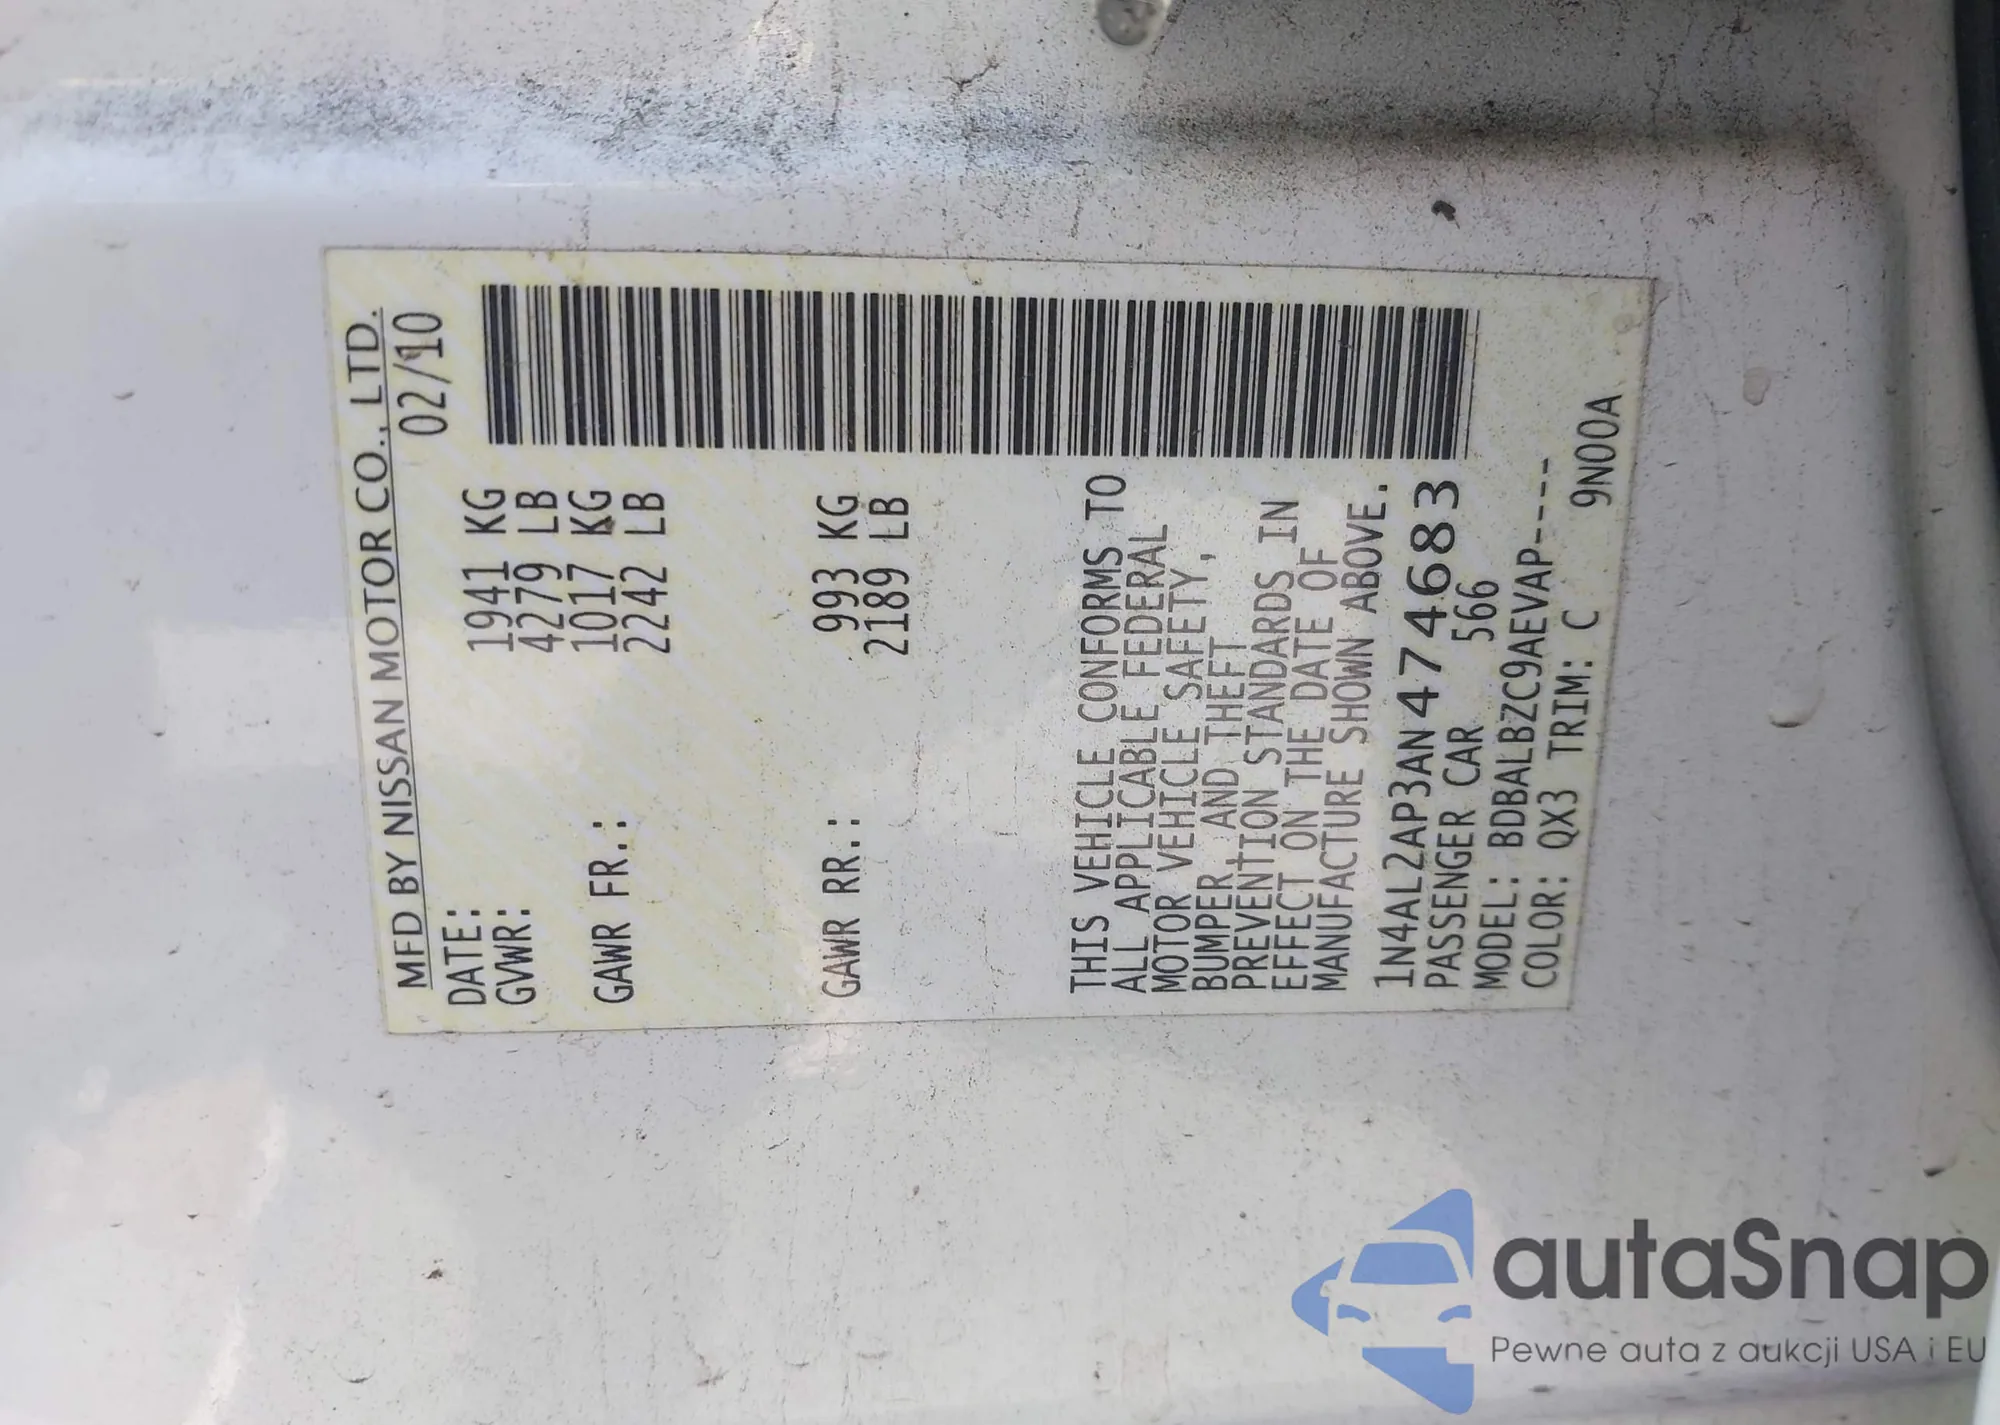 MFD BY NISSAN MOTOR CO., LTD.
DATE: 02/10
GVWR: 1941 KG
4279 LB
GAWR FR.: 1017 KG
2242 LB
GAWR RR.: 993 KG
2189 LB
THIS VEHICLE CONFORMS TO
ALL APPLICABLE FEDERAL
MOTOR VEHICLE SAFETY,
BUMPER, AND THEFT
PREVENTION STANDARDS IN
EFFECT ON THE DATE OF
MANUFACTURE SHOWN ABOVE.
1N4AL2AP3AN474683
PASSENGER CAR 566
MODEL: BDBALBZC9AEVAP----
COLOR: QX3 TRIM: C 9N00A
autaSnap
Pewne auta z aukcji USA i EU